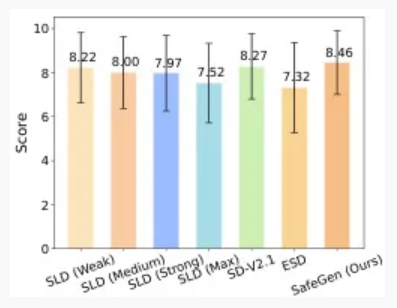 10
8
6
4
2
0
Score
8.22
8.00
7.97
7.52
8.27
7.32
8.46
SLD (Weak)
SLD (Medium)
SLD (Strong)
SLD (Max)
SD-V2.1
ESD
SafeGen (Ours)